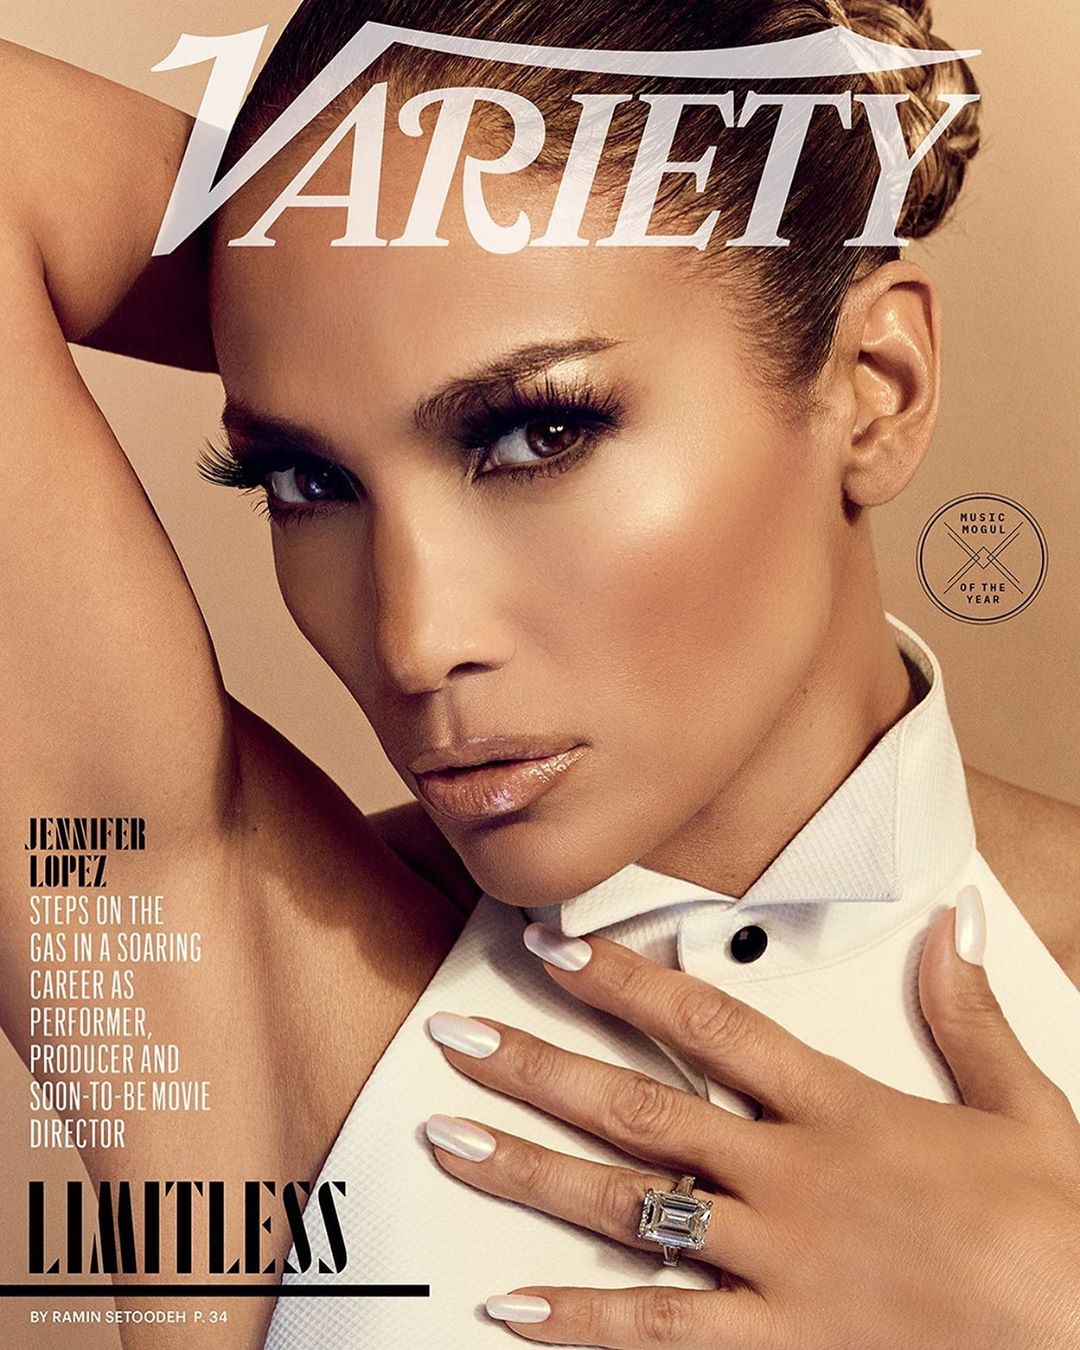 VARIETY
MUSIC
MOGUL
OF THE
YEAR
JENNIFER
LOPEZ
STEPS ON THE
GAS IN A SOARING
CAREER AS
PERFORMER,
PRODUCER AND
SOON-TO-BE MOVIE
DIRECTOR
LIMITLESS
BY RAMIN SETOODEH P. 34